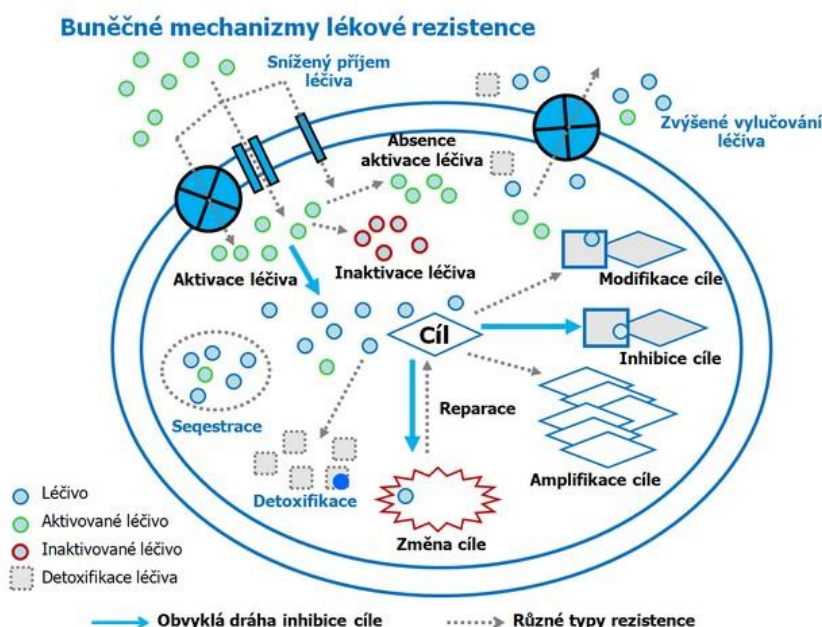 Buněčné mechanizmy lékové rezistence
Snížený příjem
léčiva
Zvýšené vylučování
léčiva
Absence
aktivace léčiva
Aktivace léčiva
Inaktivace léčiva
Modifikace cíle
Cíl
Inhibice cíle
Seqestrace
Reparace
Amplifikace cíle
Detoxifikace
Změna cíle
Léčivo
Aktivované léčivo
Inaktivované léčivo
Detoxifikace léčiva
Obvyklá dráha inhibice cíle
Různé typy rezistence